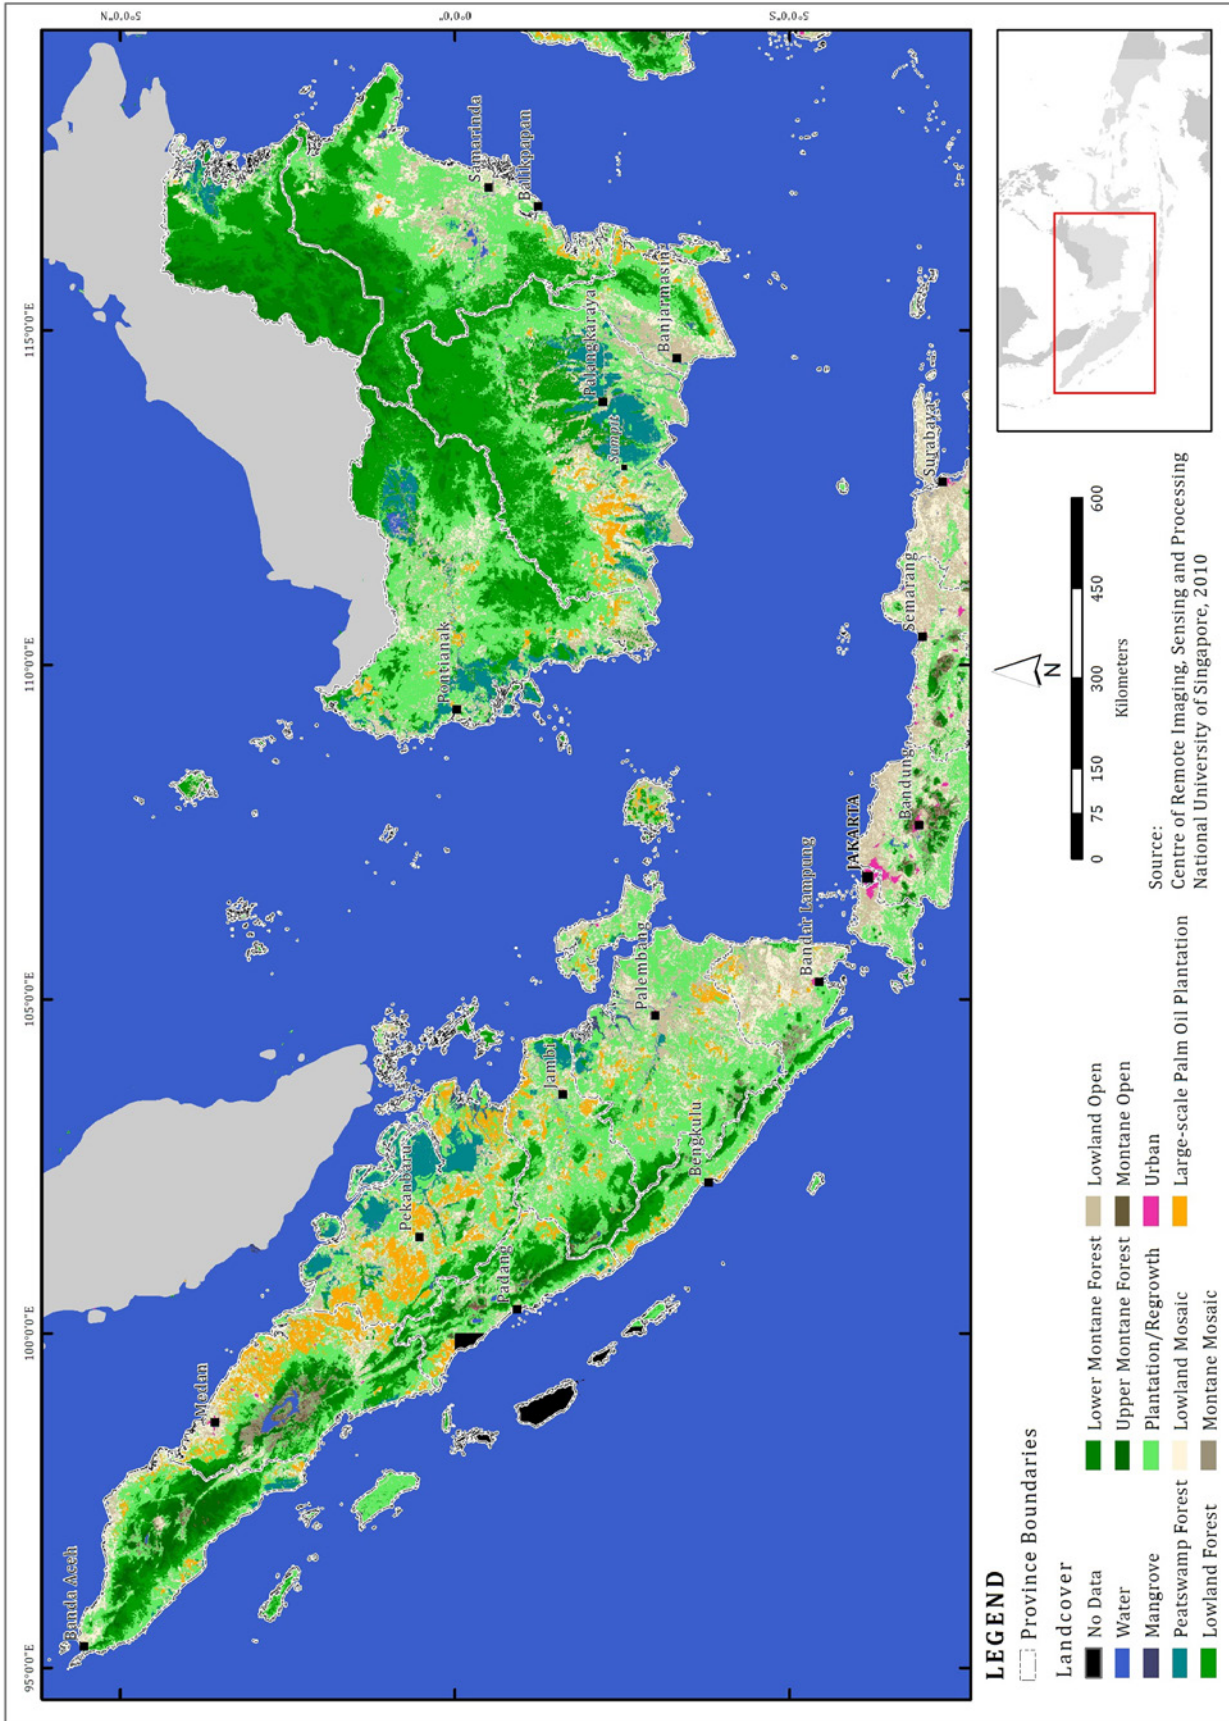 95°0'0"E
100°0'0"E
105°0'0"E
110°0'0"E
115°0'0"E
5°0'0"N
0°0'0"
5°0'0"S
Banda Aceh
Medan
Pekanbaru
Padang
Jambi
Bengkulu
Palembang
Bandar Lampung
JAKARTA
Bandung
Semarang
Surabaya
Pontianak
Sampit
Palangkaraya
Banjarmasin
Balikpapan
Samarinda
LEGEND
Province Boundaries
Landcover
No Data
Water
Mangrove
Peatswamp Forest
Lowland Forest
Lower Montane Forest
Upper Montane Forest
Plantation/Regrowth
Lowland Mosaic
Montane Mosaic
Lowland Open
Montane Open
Urban
Large-scale Palm Oil Plantation
N
0 75 150 300 450 600
Kilometers
Source:
Centre of Remote Imaging, Sensing and Processing
National University of Singapore, 2010